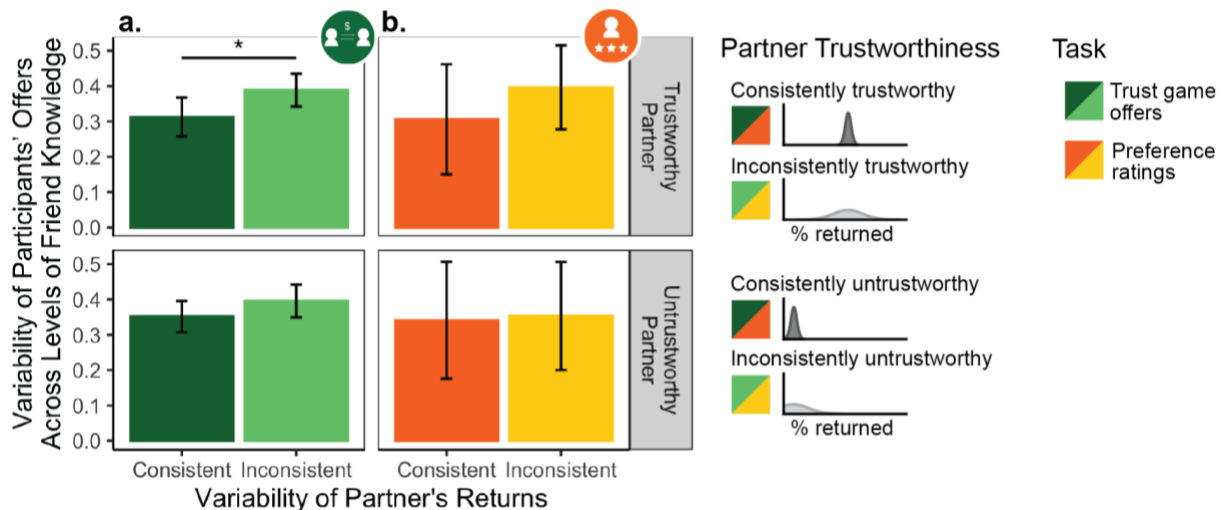 a.
$
*
b.
Variability of Participants' Offers
Across Levels of Friend Knowledge
0.5
0.4
0.3
0.2
0.1
0.0
Trustworthy
Partner
0.5
0.4
0.3
0.2
0.1
0.0
Untrustworthy
Partner
Consistent Inconsistent
Consistent Inconsistent
Variability of Partner's Returns
Partner Trustworthiness
Consistently trustworthy
Inconsistently trustworthy
% returned
Consistently untrustworthy
Inconsistently untrustworthy
% returned
Task
Trust game
offers
Preference
ratings